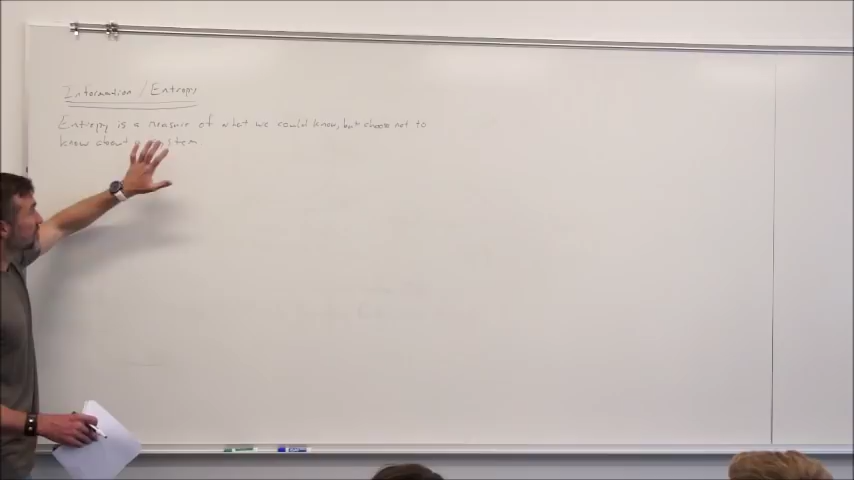 Information / Entropy
Entropy is a measure of what we could know, but choose not to
know about system